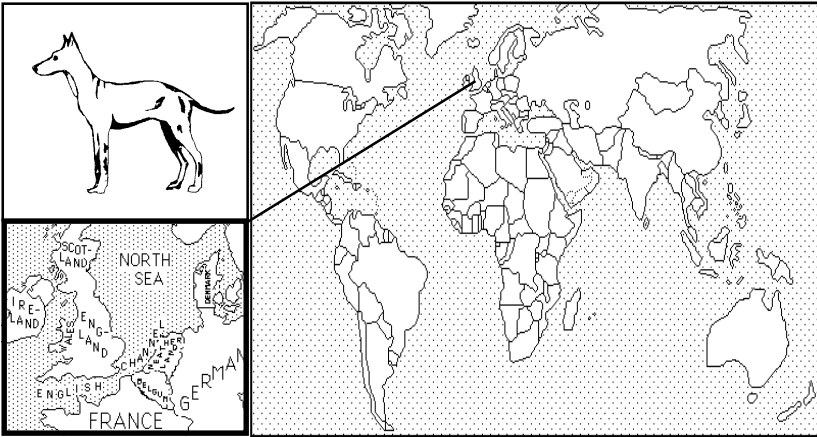 SCOT-
LAND
NORTH
SEA
DENMARK
IRE-
LAND
WALES
ENG-
LAND
CHANNEL
NETHER
LANDS
BELGIUM
GERMAN
ENGLISH
FRANCE